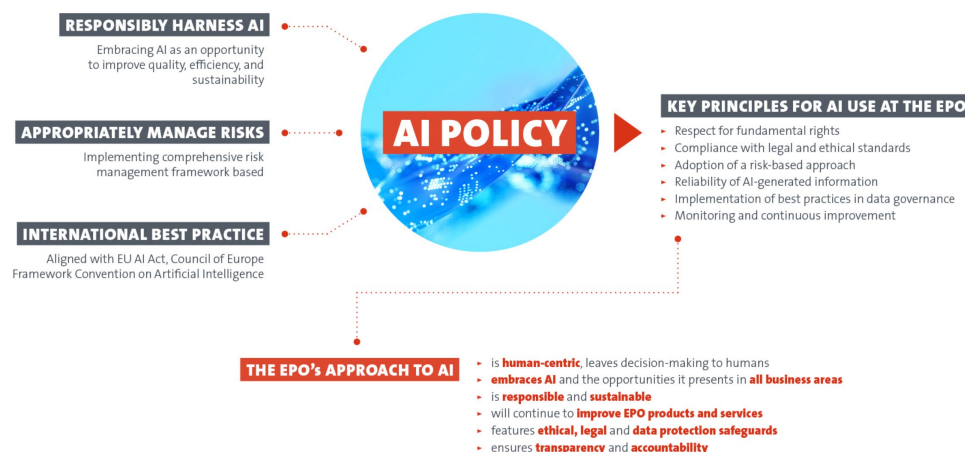 RESPONSIBLY HARNESS AI
Embracing AI as an opportunity
to improve quality, efficiency, and
sustainability
APPROPRIATELY MANAGE RISKS
Implementing comprehensive risk
management framework based
INTERNATIONAL BEST PRACTICE
Aligned with EU AI Act, Council of Europe
Framework Convention on Artificial Intelligence
AI POLICY
KEY PRINCIPLES FOR AI USE AT THE EPO
Respect for fundamental rights
Compliance with legal and ethical standards
Adoption of a risk-based approach
Reliability of AI-generated information
Implementation of best practices in data governance
Monitoring and continuous improvement
THE EPO's APPROACH TO AI
is human-centric, leaves decision-making to humans
embraces AI and the opportunities it presents in all business areas
is responsible and sustainable
will continue to improve EPO products and services
features ethical, legal and data protection safeguards
ensures transparency and accountability